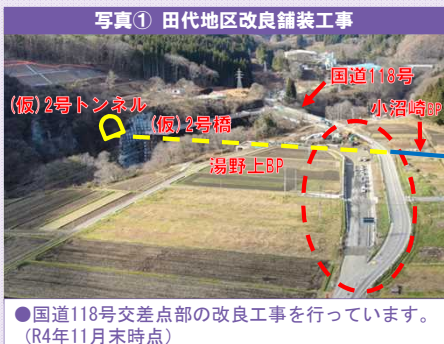 写真① 田代地区改良舗装工事
国道118号
(仮)2号トンネル
小沼崎BP
(仮)2号橋
湯野上BP
●国道118号交差点部の改良工事を行っています。
(R4年11月末時点)